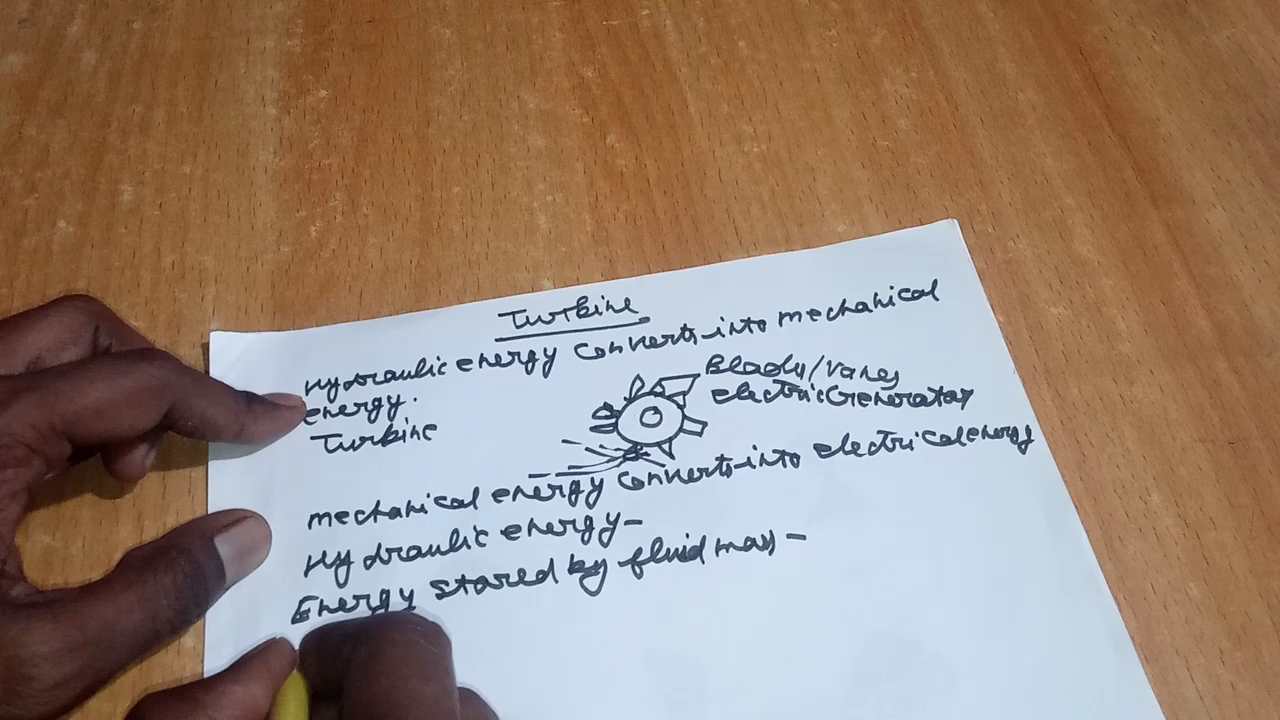 Turbine
Hydraulic energy converts into mechanical
energy.
Blades/vanes
electric Generator
Turbine
mechanical energy converts into electrical energy
Hydraulic energy-
Energy stored by fluid mass -